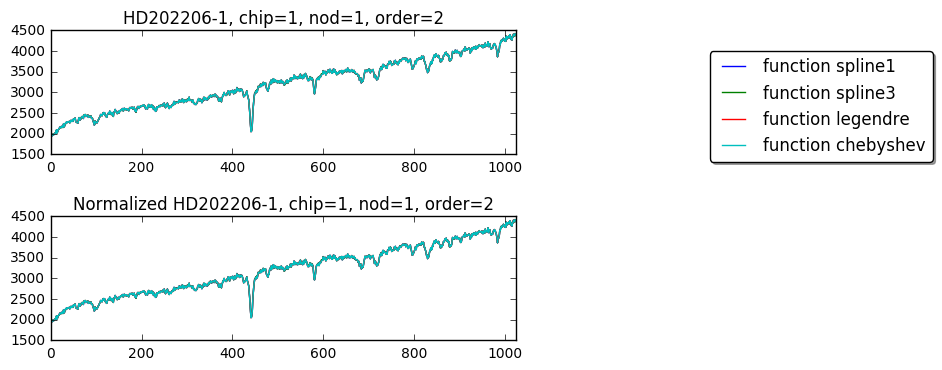 HD202206-1, chip=1, nod=1, order=2
4500
4000
3500
3000
2500
2000
1500
0 200 400 600 800 1000
function spline1
function spline3
function legendre
function chebyshev
Normalized HD202206-1, chip=1, nod=1, order=2
4500
4000
3500
3000
2500
2000
1500
0 200 400 600 800 1000